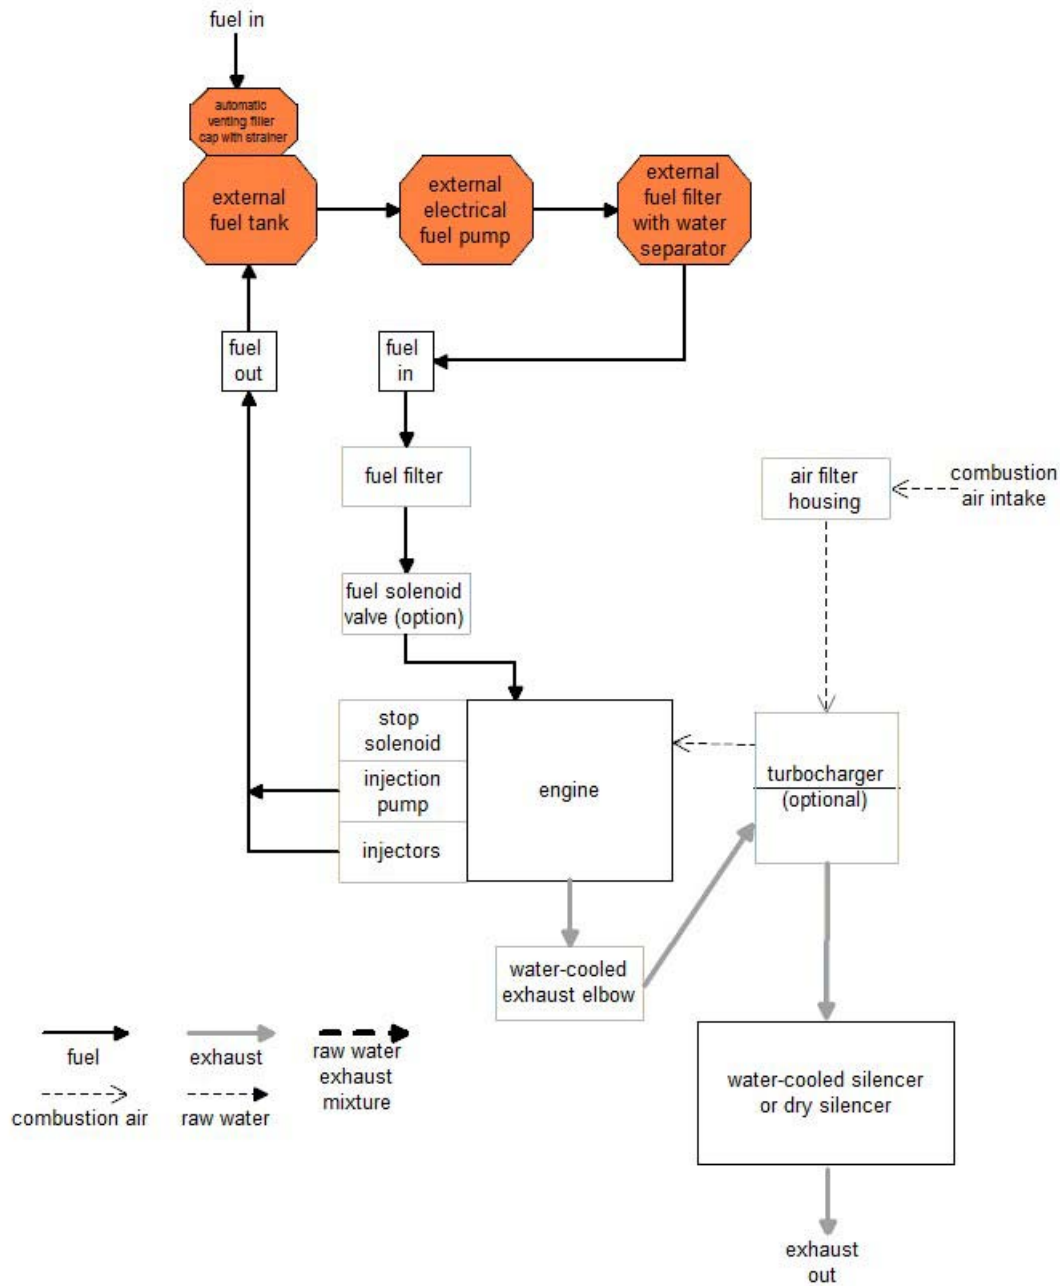 fuel in
automatic
venting filler
cap with strainer
external
fuel tank
external
electrical
fuel pump
external
fuel filter
with water
separator
fuel
out
fuel
in
fuel filter
air filter
housing
combustion
air intake
fuel solenoid
valve (option)
stop
solenoid
injection
pump
injectors
engine
turbocharger
(optional)
water-cooled
exhaust elbow
water-cooled silencer
or dry silencer
exhaust
out
fuel
exhaust
raw water
exhaust
mixture
combustion air
raw water